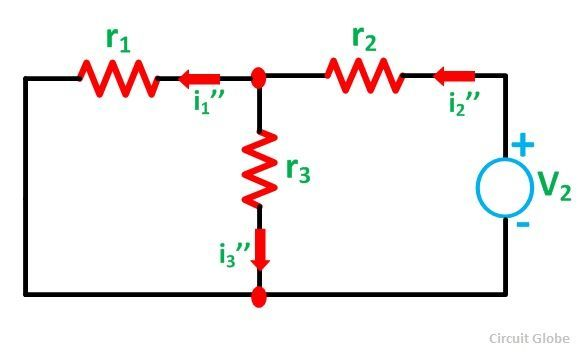 r₁
r₂
i₁”
i₂”
r₃
+
V₂
-
i₃”
Circuit Globe